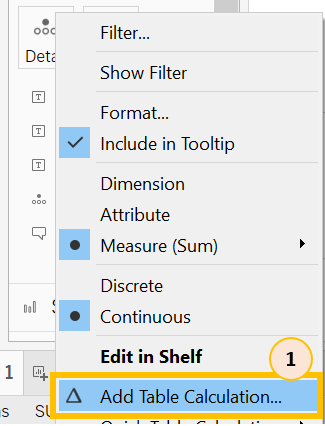 Filter...
Deta
Show Filter
T
Format...
T
Include in Tooltip
T
Dimension
Attribute
Measure (Sum)
Discrete
Continuous
Edit in Shelf
1
1
Add Table Calculation...
SU